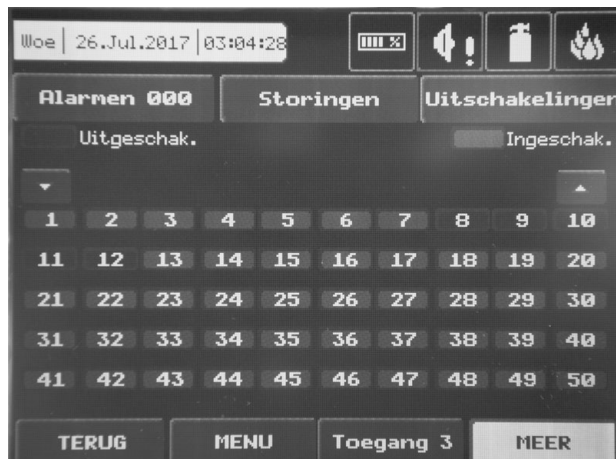 Woe 26.Jul.2017 03:04:28
Alarmen 000 Storingen Uitschakelingen
Uitgeschak. Ingeschak.
1 2 3 4 5 6 7 8 9 10
11 12 13 14 15 16 17 18 19 20
21 22 23 24 25 26 27 28 29 30
31 32 33 34 35 36 37 38 39 40
41 42 43 44 45 46 47 48 49 50
TERUG MENU Toegang 3 MEER